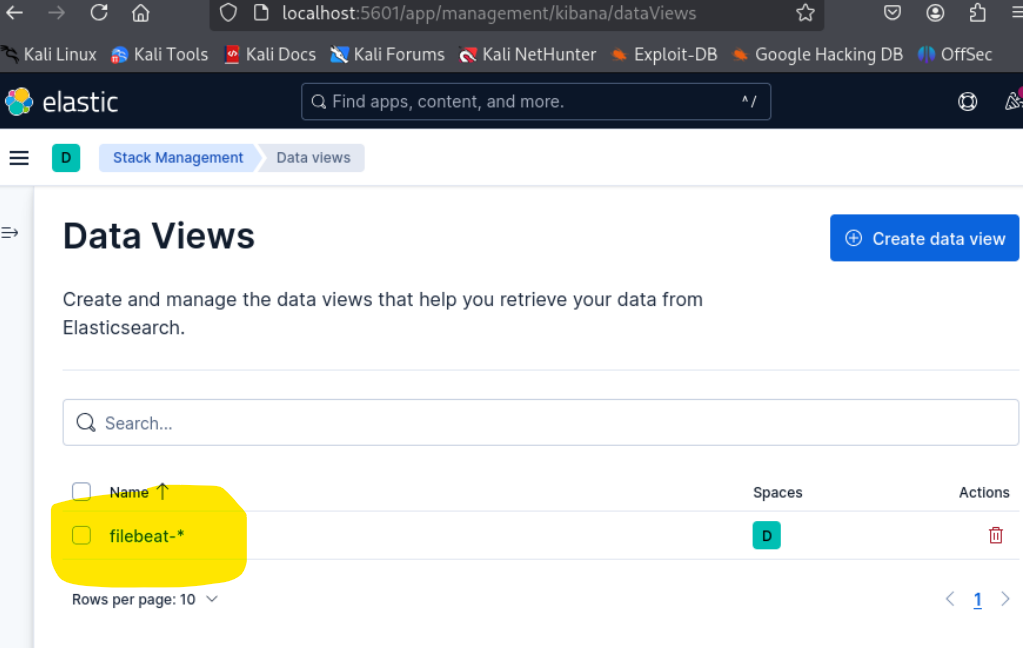 localhost:5601/app/management/kibana/dataViews
Kali Linux Kali Tools Kali Docs Kali Forums Kali NetHunter Exploit-DB Google Hacking DB OffSec
elastic Find apps, content, and more. ^/
D Stack Management Data views
Data Views
Create data view
Create and manage the data views that help you retrieve your data from
Elasticsearch.
Search...
Name ↑ Spaces Actions
filebeat-* D
Rows per page: 10 1